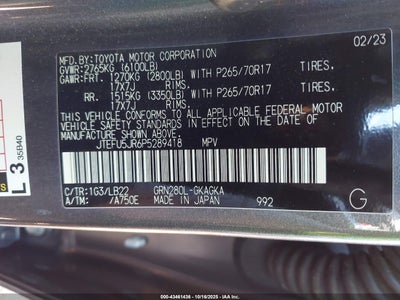 02/23
MFD.BY:TOYOTA MOTOR CORPORATION
GVWR:2765KG (6100LB)
GAWR:FRT. 1270KG (2800LB) WITH P265/70R17 TIRES,
17X7J RIMS,
RR. 1515KG (3350LB) WITH P265/70R17 TIRES,
17X7J RIMS,
THIS VEHICLE CONFORMS TO ALL APPLICABLE FEDERAL MOTOR
VEHICLE SAFETY STANDARDS IN EFFECT ON THE DATE OF
MANUFACTURE SHOWN ABOVE.
JTEFU5JR6P5289418 MPV
C/TR:1G3/LB22 GRN280L-GKAGKA
A/TM: /A750E MADE IN JAPAN 992
L 3
35B40
000-43461436 - 10/16/2025 - IAA Inc.